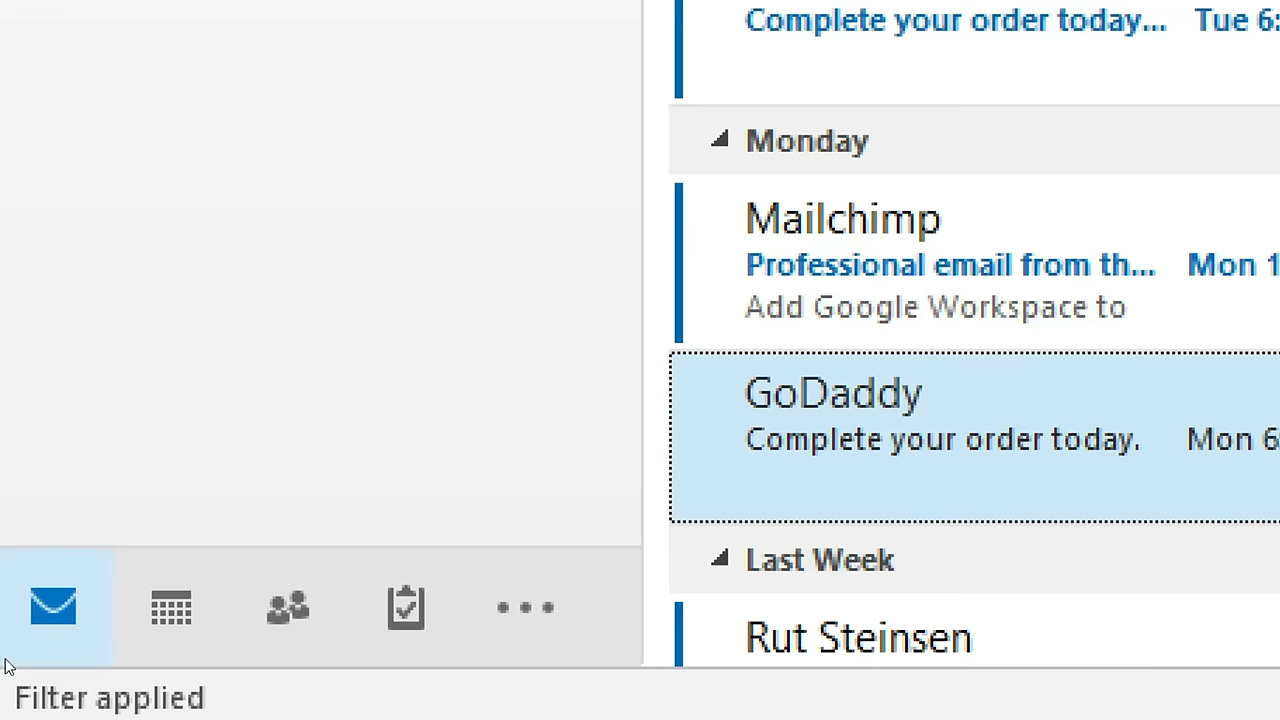 Complete your order today... Tue 6:
Monday
Mailchimp
Professional email from th... Mon 1
Add Google Workspace to
GoDaddy
Complete your order today. Mon 6:
Last Week
Rut Steinsen
Filter applied